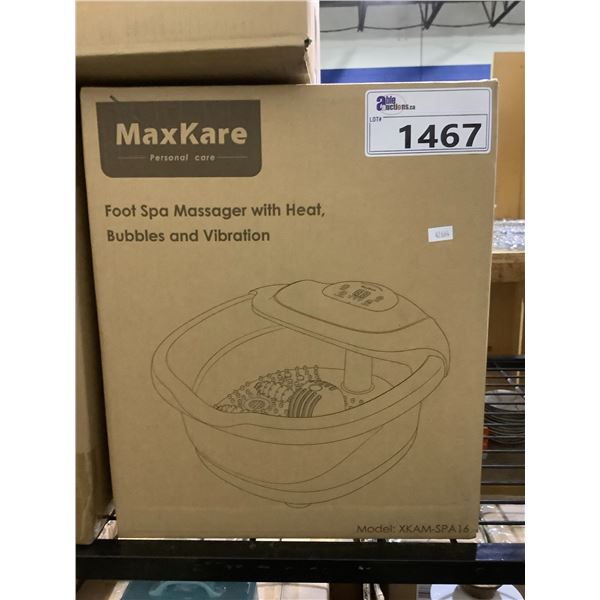 able
auctions.ca
LOT#
1467
MaxKare
Personal care
Foot Spa Massager with Heat,
Bubbles and Vibration
Model: XKAM-SPA16